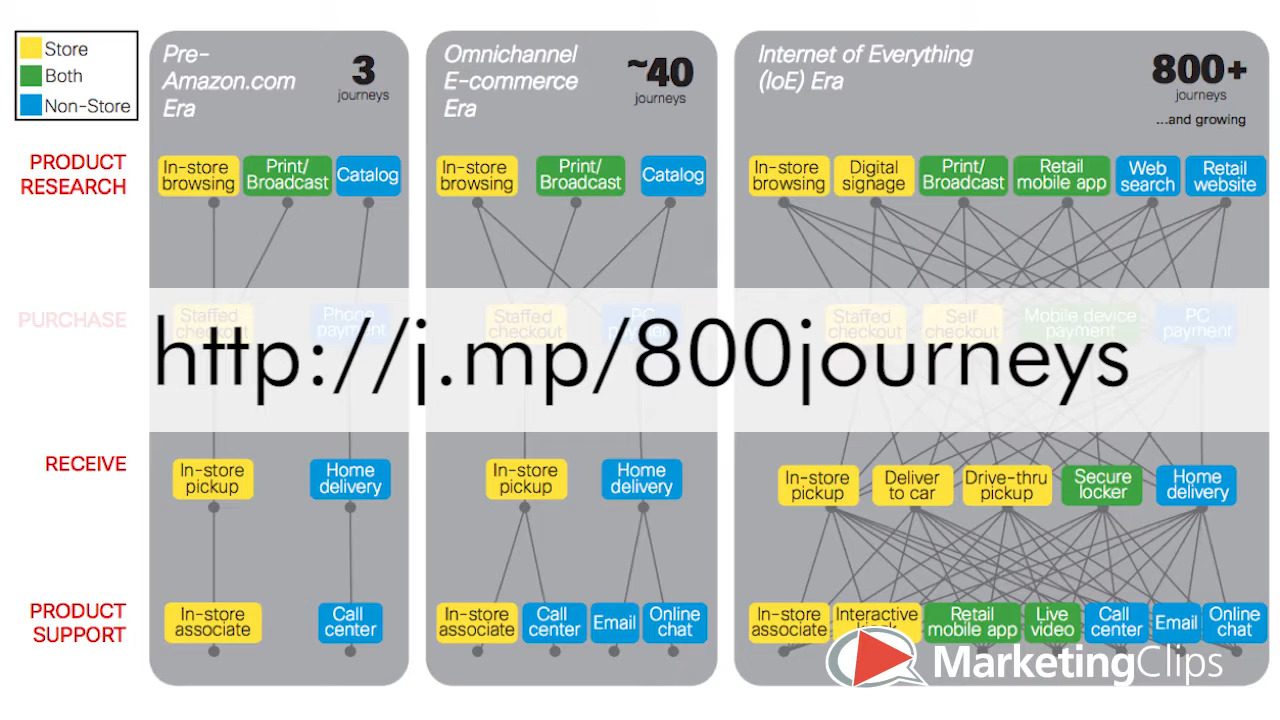 Store
Both
Non-Store
Pre-
Amazon.com
Era
3
journeys
Omnichannel
E-commerce
Era
~40
journeys
Internet of Everything
(IoE) Era
800+
journeys
...and growing
PRODUCT
RESEARCH
In-store
browsing
Print/
Broadcast
Catalog
In-store
browsing
Print/
Broadcast
Catalog
In-store
browsing
Digital
signage
Print/
Broadcast
Retail
mobile app
Web
search
Retail
website
PURCHASE
Staffed
checkout
Phone
payment
Staffed
checkout
PC
payment
Staffed
checkout
Self
checkout
Mobile device
payment
PC
payment
http://j.mp/800journeys
RECEIVE
In-store
pickup
Home
delivery
In-store
pickup
Home
delivery
In-store
pickup
Deliver
to car
Drive-thru
pickup
Secure
locker
Home
delivery
PRODUCT
SUPPORT
In-store
associate
Call
center
In-store
associate
Call
center
Email
Online
chat
In-store
associate
Interactive
Retail
mobile app
Live
video
Call
center
Email
Online
chat
MarketingClips